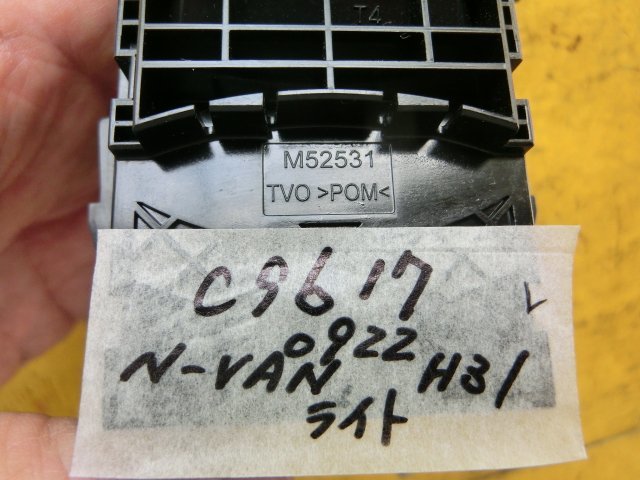 T4
M52531
TVO >POM<
C9617
0922
N-VAN H31
ライト